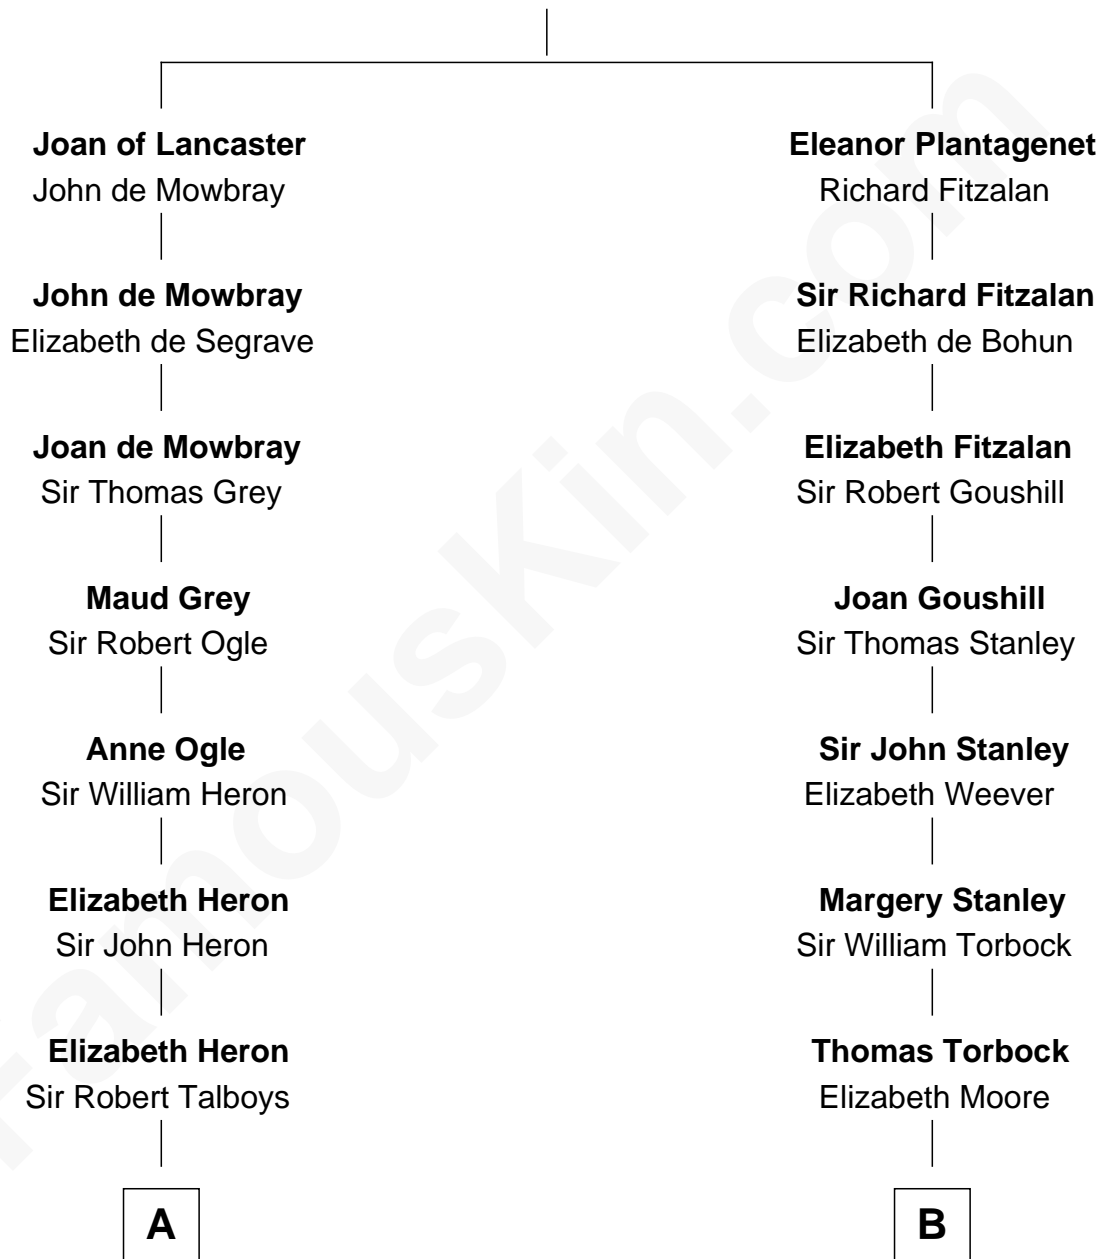 Joan of Lancaster
John de Mowbray
John de Mowbray
Elizabeth de Segrave
Joan de Mowbray
Sir Thomas Grey
Maud Grey
Sir Robert Ogle
Anne Ogle
Sir William Heron
Elizabeth Heron
Sir John Heron
Elizabeth Heron
Sir Robert Talboys
A
Eleanor Plantagenet
Richard Fitzalan
Sir Richard Fitzalan
Elizabeth de Bohun
Elizabeth Fitzalan
Sir Robert Goushill
Joan Goushill
Sir Thomas Stanley
Sir John Stanley
Elizabeth Weever
Margery Stanley
Sir William Torbock
Thomas Torbock
Elizabeth Moore
B
FamousKin.com